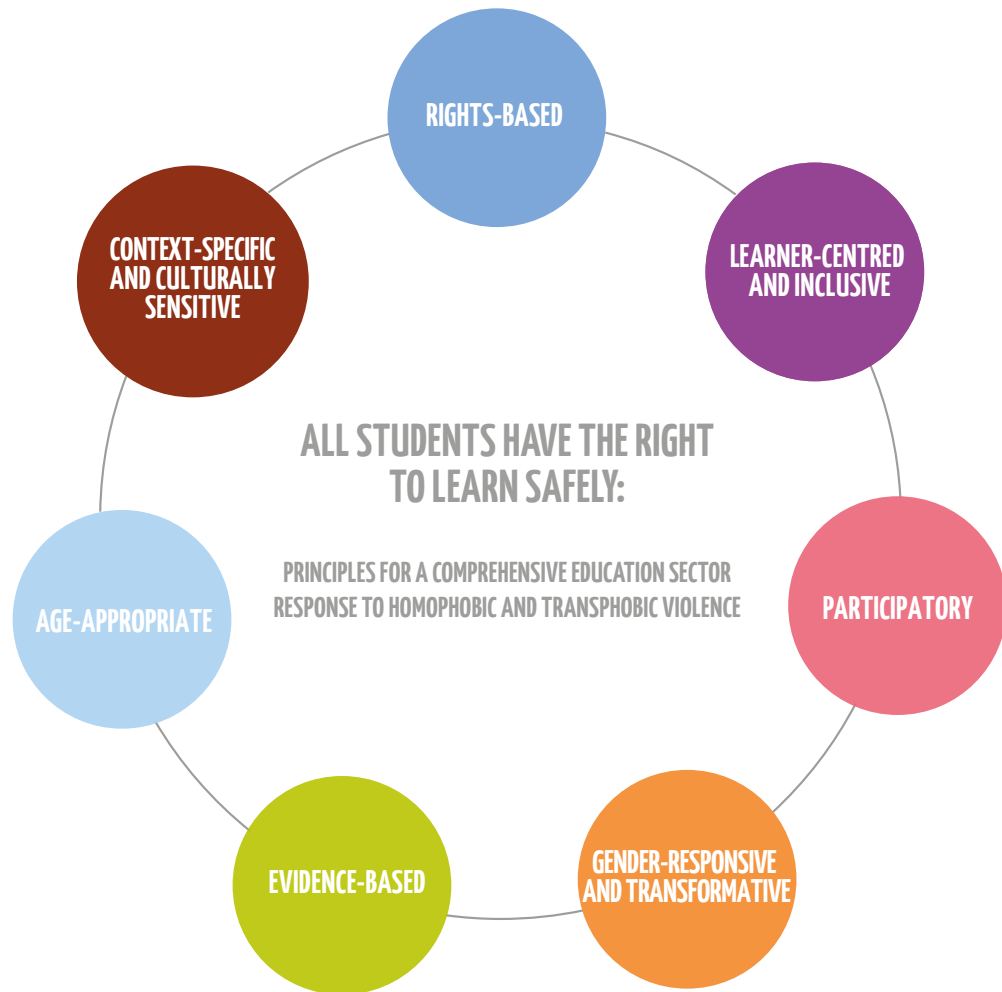 RIGHTS-BASED
LEARNER-CENTRED
AND INCLUSIVE
PARTICIPATORY
GENDER-RESPONSIVE
AND TRANSFORMATIVE
EVIDENCE-BASED
AGE-APPROPRIATE
CONTEXT-SPECIFIC
AND CULTURALLY
SENSITIVE
ALL STUDENTS HAVE THE RIGHT
TO LEARN SAFELY:
PRINCIPLES FOR A COMPREHENSIVE EDUCATION SECTOR
RESPONSE TO HOMOPHOBIC AND TRANSPHOBIC VIOLENCE